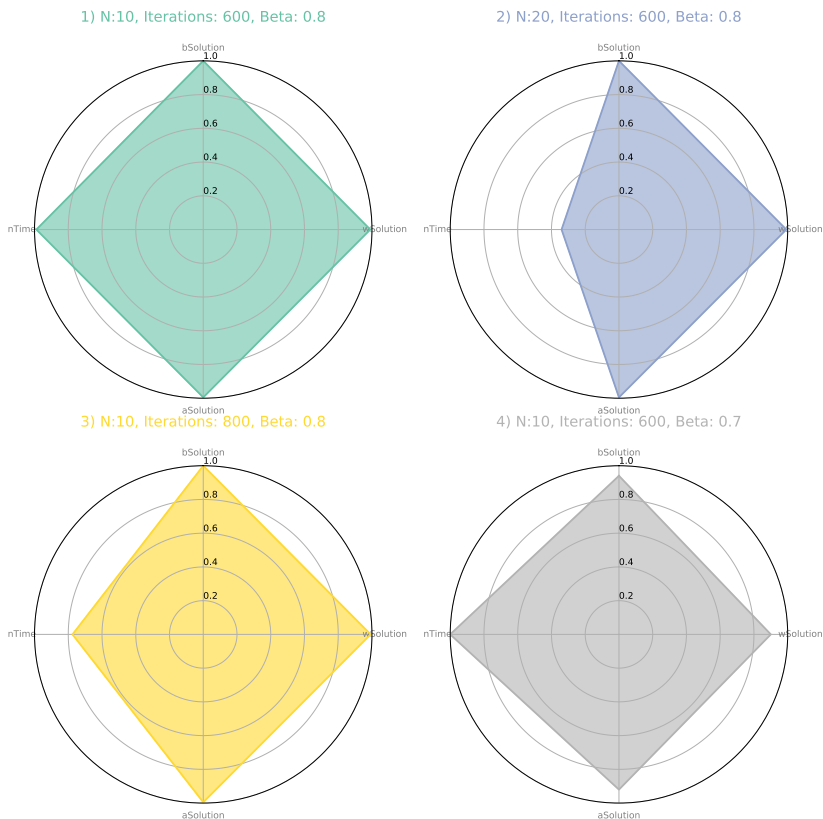 1) N:10, Iterations: 600, Beta: 0.8
bSolution
1.0
0.8
0.6
0.4
0.2
nTime
wSolution
aSolution
2) N:20, Iterations: 600, Beta: 0.8
bSolution
1.0
0.8
0.6
0.4
0.2
nTime
wSolution
aSolution
3) N:10, Iterations: 800, Beta: 0.8
bSolution
1.0
0.8
0.6
0.4
0.2
nTime
wSolution
aSolution
4) N:10, Iterations: 600, Beta: 0.7
bSolution
1.0
0.8
0.6
0.4
0.2
nTime
wSolution
aSolution